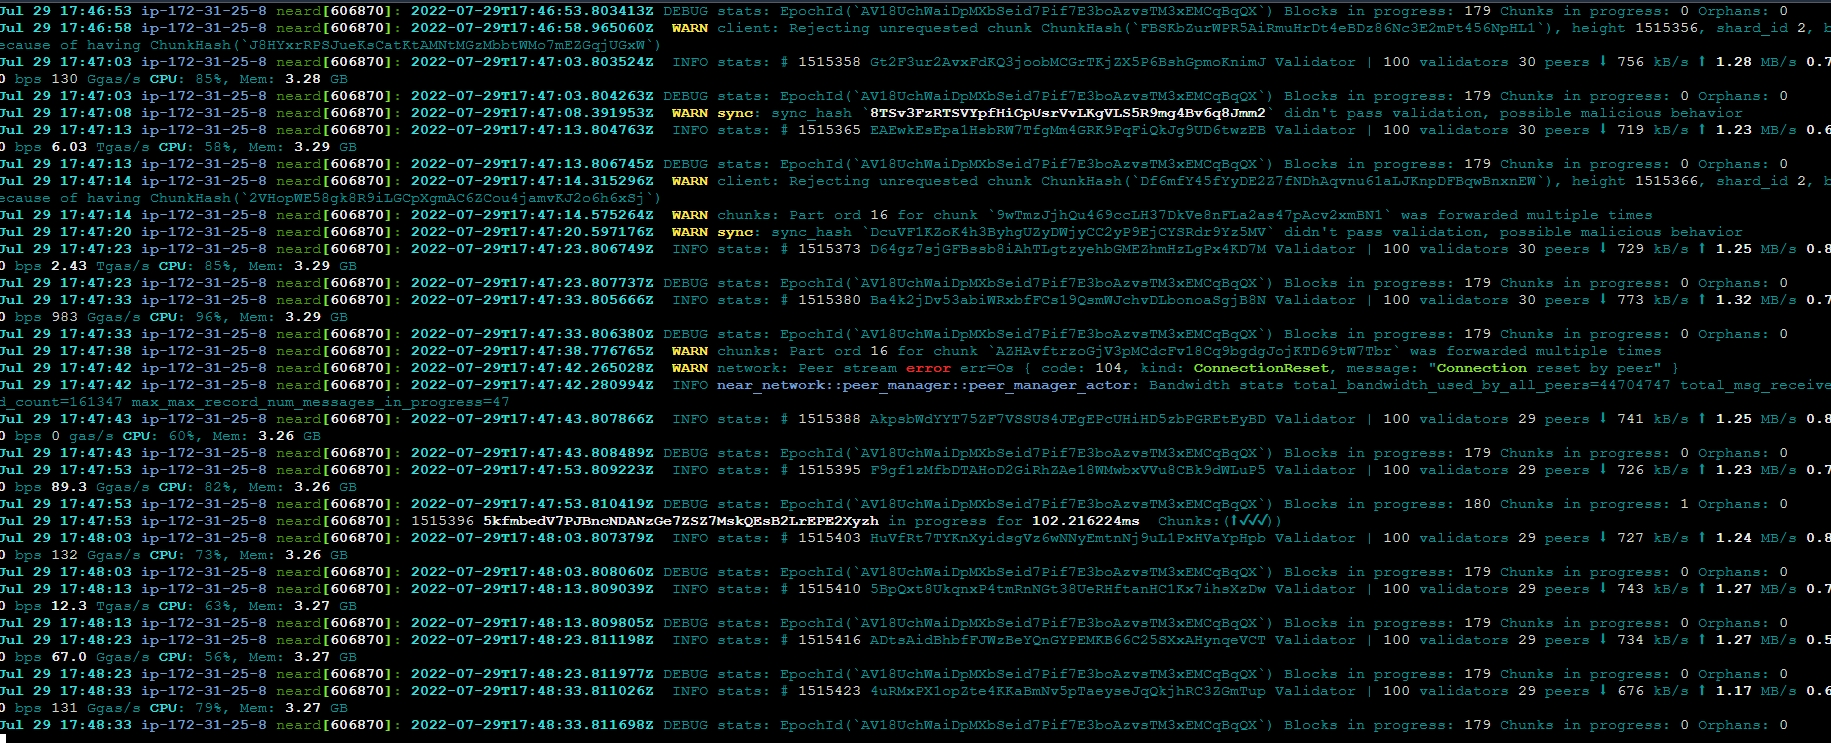 Jul 29 17:46:53 ip-172-31-25-8 neard[606870]: 2022-07-29T17:46:53.803413Z DEBUG stats: EpochId(`AV18UchWaiDpMXbSeid7Pif7E3boAzvsTM3xEMCqBqQX`) Blocks in progress: 179 Chunks in progress: 0 Orphans: 0
Jul 29 17:46:58 ip-172-31-25-8 neard[606870]: 2022-07-29T17:46:58.965060Z WARN client: Rejecting unrequested chunk ChunkHash(`FBSKbZurWPR5AiRmuHrDt4eBDz86Nc3E2mPt456NpHL1`), height 1515356, shard_id 2, b
ecause of having ChunkHash(`J8HYxrRPSJueKsCatKtAMNtMGzMbbtWMo7mEZGqjUGxW`)
Jul 29 17:47:03 ip-172-31-25-8 neard[606870]: 2022-07-29T17:47:03.803524Z INFO stats: # 1515358 Gt2F3ur2AvxFdKQ3joobMCGrTKjZX5P6BshGpmoKnimJ Validator | 100 validators 30 peers ⬇ 756 kB/s ⬆ 1.28 MB/s 0.7
0 bps 130 Ggas/s CPU: 85%, Mem: 3.28 GB
Jul 29 17:47:03 ip-172-31-25-8 neard[606870]: 2022-07-29T17:47:03.804263Z DEBUG stats: EpochId(`AV18UchWaiDpMXbSeid7Pif7E3boAzvsTM3xEMCqBqQX`) Blocks in progress: 179 Chunks in progress: 0 Orphans: 0
Jul 29 17:47:08 ip-172-31-25-8 neard[606870]: 2022-07-29T17:47:08.391953Z WARN sync: sync_hash `8TSv3FzRTSVYpfHiCpUsrVvLKgVLS5R9mg4Bv6q8Jmm2` didn't pass validation, possible malicious behavior
Jul 29 17:47:13 ip-172-31-25-8 neard[606870]: 2022-07-29T17:47:13.804763Z INFO stats: # 1515365 EAEwkEsEpa1HsbRW7TfgMm4GRK9PqFiQkJg9UD6twzEB Validator | 100 validators 30 peers ⬇ 719 kB/s ⬆ 1.23 MB/s 0.6
0 bps 6.03 Tgas/s CPU: 58%, Mem: 3.29 GB
Jul 29 17:47:13 ip-172-31-25-8 neard[606870]: 2022-07-29T17:47:13.806745Z DEBUG stats: EpochId(`AV18UchWaiDpMXbSeid7Pif7E3boAzvsTM3xEMCqBqQX`) Blocks in progress: 179 Chunks in progress: 0 Orphans: 0
Jul 29 17:47:14 ip-172-31-25-8 neard[606870]: 2022-07-29T17:47:14.315296Z WARN client: Rejecting unrequested chunk ChunkHash(`Df6mfY45fYyDE2Z7fNDhAqvnu61aLJKnpDFBqwBnxnEW`), height 1515366, shard_id 2, b
ecause of having ChunkHash(`2VHopWE58gk8R9iLGCpXgmAC6ZCou4jamvKJ2o6h6xSj`)
Jul 29 17:47:14 ip-172-31-25-8 neard[606870]: 2022-07-29T17:47:14.575264Z WARN chunks: Part ord 16 for chunk `9wTmzJjhQu469ccLH37DkVe8nFLa2as47pAcv2xmBN1` was forwarded multiple times
Jul 29 17:47:20 ip-172-31-25-8 neard[606870]: 2022-07-29T17:47:20.597176Z WARN sync: sync_hash `DcuVF1KZoK4h3ByhgUZyDWjyCC2yP9EjCYSRdr9Yz5MV` didn't pass validation, possible malicious behavior
Jul 29 17:47:23 ip-172-31-25-8 neard[606870]: 2022-07-29T17:47:23.806749Z INFO stats: # 1515373 D64gz7sjGFBssb8iAhTLgtzyehbGMEZhmHzLgPx4KD7M Validator | 100 validators 30 peers ⬇ 729 kB/s ⬆ 1.25 MB/s 0.8
0 bps 2.43 Tgas/s CPU: 85%, Mem: 3.29 GB
Jul 29 17:47:23 ip-172-31-25-8 neard[606870]: 2022-07-29T17:47:23.807737Z DEBUG stats: EpochId(`AV18UchWaiDpMXbSeid7Pif7E3boAzvsTM3xEMCqBqQX`) Blocks in progress: 179 Chunks in progress: 0 Orphans: 0
Jul 29 17:47:33 ip-172-31-25-8 neard[606870]: 2022-07-29T17:47:33.805666Z INFO stats: # 1515380 Ba4k2jDv53abiWRxbfFCs19QsmWJchvDLbonoaSgjB8N Validator | 100 validators 30 peers ⬇ 773 kB/s ⬆ 1.32 MB/s 0.7
0 bps 983 Ggas/s CPU: 96%, Mem: 3.29 GB
Jul 29 17:47:33 ip-172-31-25-8 neard[606870]: 2022-07-29T17:47:33.806380Z DEBUG stats: EpochId(`AV18UchWaiDpMXbSeid7Pif7E3boAzvsTM3xEMCqBqQX`) Blocks in progress: 179 Chunks in progress: 0 Orphans: 0
Jul 29 17:47:38 ip-172-31-25-8 neard[606870]: 2022-07-29T17:47:38.776765Z WARN chunks: Part ord 16 for chunk `AZHAvftrzoGjV3pMCdcFv18Cq9bgdgJojKTD69tW7Tbr` was forwarded multiple times
Jul 29 17:47:42 ip-172-31-25-8 neard[606870]: 2022-07-29T17:47:42.265028Z WARN network: Peer stream error err=Os { code: 104, kind: ConnectionReset, message: "Connection reset by peer" }
Jul 29 17:47:42 ip-172-31-25-8 neard[606870]: 2022-07-29T17:47:42.280994Z INFO near_network::peer_manager::peer_manager_actor: Bandwidth stats total_bandwidth_used_by_all_peers=44704747 total_msg_receive
d_count=161347 max_max_record_num_messages_in_progress=47
Jul 29 17:47:43 ip-172-31-25-8 neard[606870]: 2022-07-29T17:47:43.807866Z INFO stats: # 1515388 AkpsbWdYYT75ZF7VSSUS4JEgEPcUHiHD5zbPGREtEyBD Validator | 100 validators 29 peers ⬇ 741 kB/s ⬆ 1.25 MB/s 0.8
0 bps 0 gas/s CPU: 60%, Mem: 3.26 GB
Jul 29 17:47:43 ip-172-31-25-8 neard[606870]: 2022-07-29T17:47:43.808489Z DEBUG stats: EpochId(`AV18UchWaiDpMXbSeid7Pif7E3boAzvsTM3xEMCqBqQX`) Blocks in progress: 179 Chunks in progress: 0 Orphans: 0
Jul 29 17:47:53 ip-172-31-25-8 neard[606870]: 2022-07-29T17:47:53.809223Z INFO stats: # 1515395 F9gf1zMfbDTAHoD2GiRhZAe18WMwbxVVu8CBk9dWLuP5 Validator | 100 validators 29 peers ⬇ 726 kB/s ⬆ 1.23 MB/s 0.7
0 bps 89.3 Ggas/s CPU: 82%, Mem: 3.26 GB
Jul 29 17:47:53 ip-172-31-25-8 neard[606870]: 2022-07-29T17:47:53.810419Z DEBUG stats: EpochId(`AV18UchWaiDpMXbSeid7Pif7E3boAzvsTM3xEMCqBqQX`) Blocks in progress: 180 Chunks in progress: 1 Orphans: 0
Jul 29 17:47:53 ip-172-31-25-8 neard[606870]: 1515396 5kfmbedV7PJBncNDANzGe7ZSZ7MskQEsB2LrEPE2Xyzh in progress for 102.216224ms Chunks:(⬆✓✓✓))
Jul 29 17:48:03 ip-172-31-25-8 neard[606870]: 2022-07-29T17:48:03.807379Z INFO stats: # 1515403 HuVfRt7TYKnXyidsgVz6wNNyEmtnNj9uL1PxHVaYpHpb Validator | 100 validators 29 peers ⬇ 727 kB/s ⬆ 1.24 MB/s 0.8
0 bps 132 Ggas/s CPU: 73%, Mem: 3.26 GB
Jul 29 17:48:03 ip-172-31-25-8 neard[606870]: 2022-07-29T17:48:03.808060Z DEBUG stats: EpochId(`AV18UchWaiDpMXbSeid7Pif7E3boAzvsTM3xEMCqBqQX`) Blocks in progress: 179 Chunks in progress: 0 Orphans: 0
Jul 29 17:48:13 ip-172-31-25-8 neard[606870]: 2022-07-29T17:48:13.809039Z INFO stats: # 1515410 5BpQxt8UkqnxP4tmRnNGt38UeRHftanHC1Kx7ihsXzDw Validator | 100 validators 29 peers ⬇ 743 kB/s ⬆ 1.27 MB/s 0.7
0 bps 12.3 Tgas/s CPU: 63%, Mem: 3.27 GB
Jul 29 17:48:13 ip-172-31-25-8 neard[606870]: 2022-07-29T17:48:13.809805Z DEBUG stats: EpochId(`AV18UchWaiDpMXbSeid7Pif7E3boAzvsTM3xEMCqBqQX`) Blocks in progress: 179 Chunks in progress: 0 Orphans: 0
Jul 29 17:48:23 ip-172-31-25-8 neard[606870]: 2022-07-29T17:48:23.811198Z INFO stats: # 1515416 ADtsAidBhbfFJWzBeYQnGYPEMKB66C25SXxAHynqeVCT Validator | 100 validators 29 peers ⬇ 734 kB/s ⬆ 1.27 MB/s 0.5
0 bps 67.0 Ggas/s CPU: 56%, Mem: 3.27 GB
Jul 29 17:48:23 ip-172-31-25-8 neard[606870]: 2022-07-29T17:48:23.811977Z DEBUG stats: EpochId(`AV18UchWaiDpMXbSeid7Pif7E3boAzvsTM3xEMCqBqQX`) Blocks in progress: 179 Chunks in progress: 0 Orphans: 0
Jul 29 17:48:33 ip-172-31-25-8 neard[606870]: 2022-07-29T17:48:33.811026Z INFO stats: # 1515423 4uRMxPX1opZte4KKaBmNv5pTaeyseJqQkjhRC3ZGmTup Validator | 100 validators 29 peers ⬇ 676 kB/s ⬆ 1.17 MB/s 0.6
0 bps 131 Ggas/s CPU: 79%, Mem: 3.27 GB
Jul 29 17:48:33 ip-172-31-25-8 neard[606870]: 2022-07-29T17:48:33.811698Z DEBUG stats: EpochId(`AV18UchWaiDpMXbSeid7Pif7E3boAzvsTM3xEMCqBqQX`) Blocks in progress: 179 Chunks in progress: 0 Orphans: 0